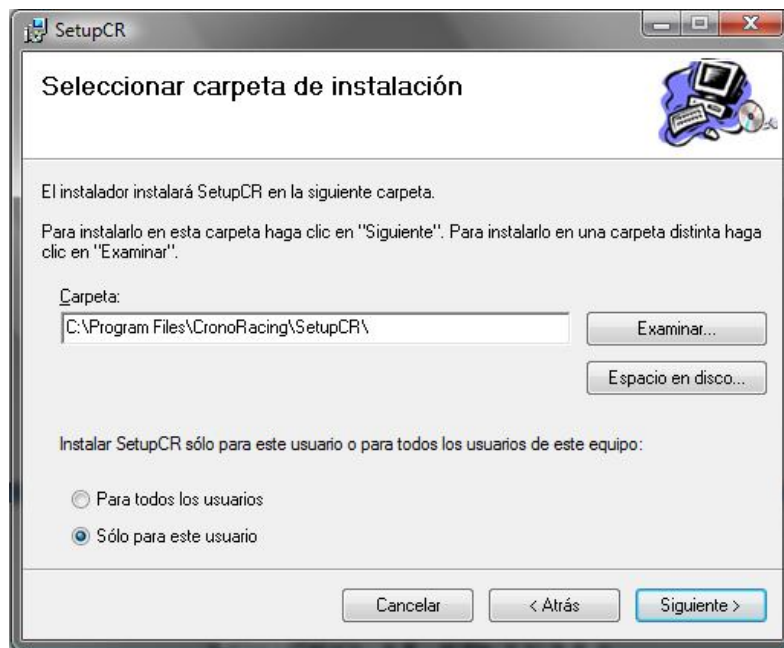 SetupCR
Seleccionar carpeta de instalación
El instalador instalará SetupCR en la siguiente carpeta.
Para instalarlo en esta carpeta haga clic en "Siguiente". Para instalarlo en una carpeta distinta haga
clic en "Examinar".
Carpeta:
C:\Program Files\CronoRacing\SetupCR\
Examinar...
Espacio en disco...
Instalar SetupCR sólo para este usuario o para todos los usuarios de este equipo:
Para todos los usuarios
Sólo para este usuario
Cancelar
< Atrás
Siguiente >